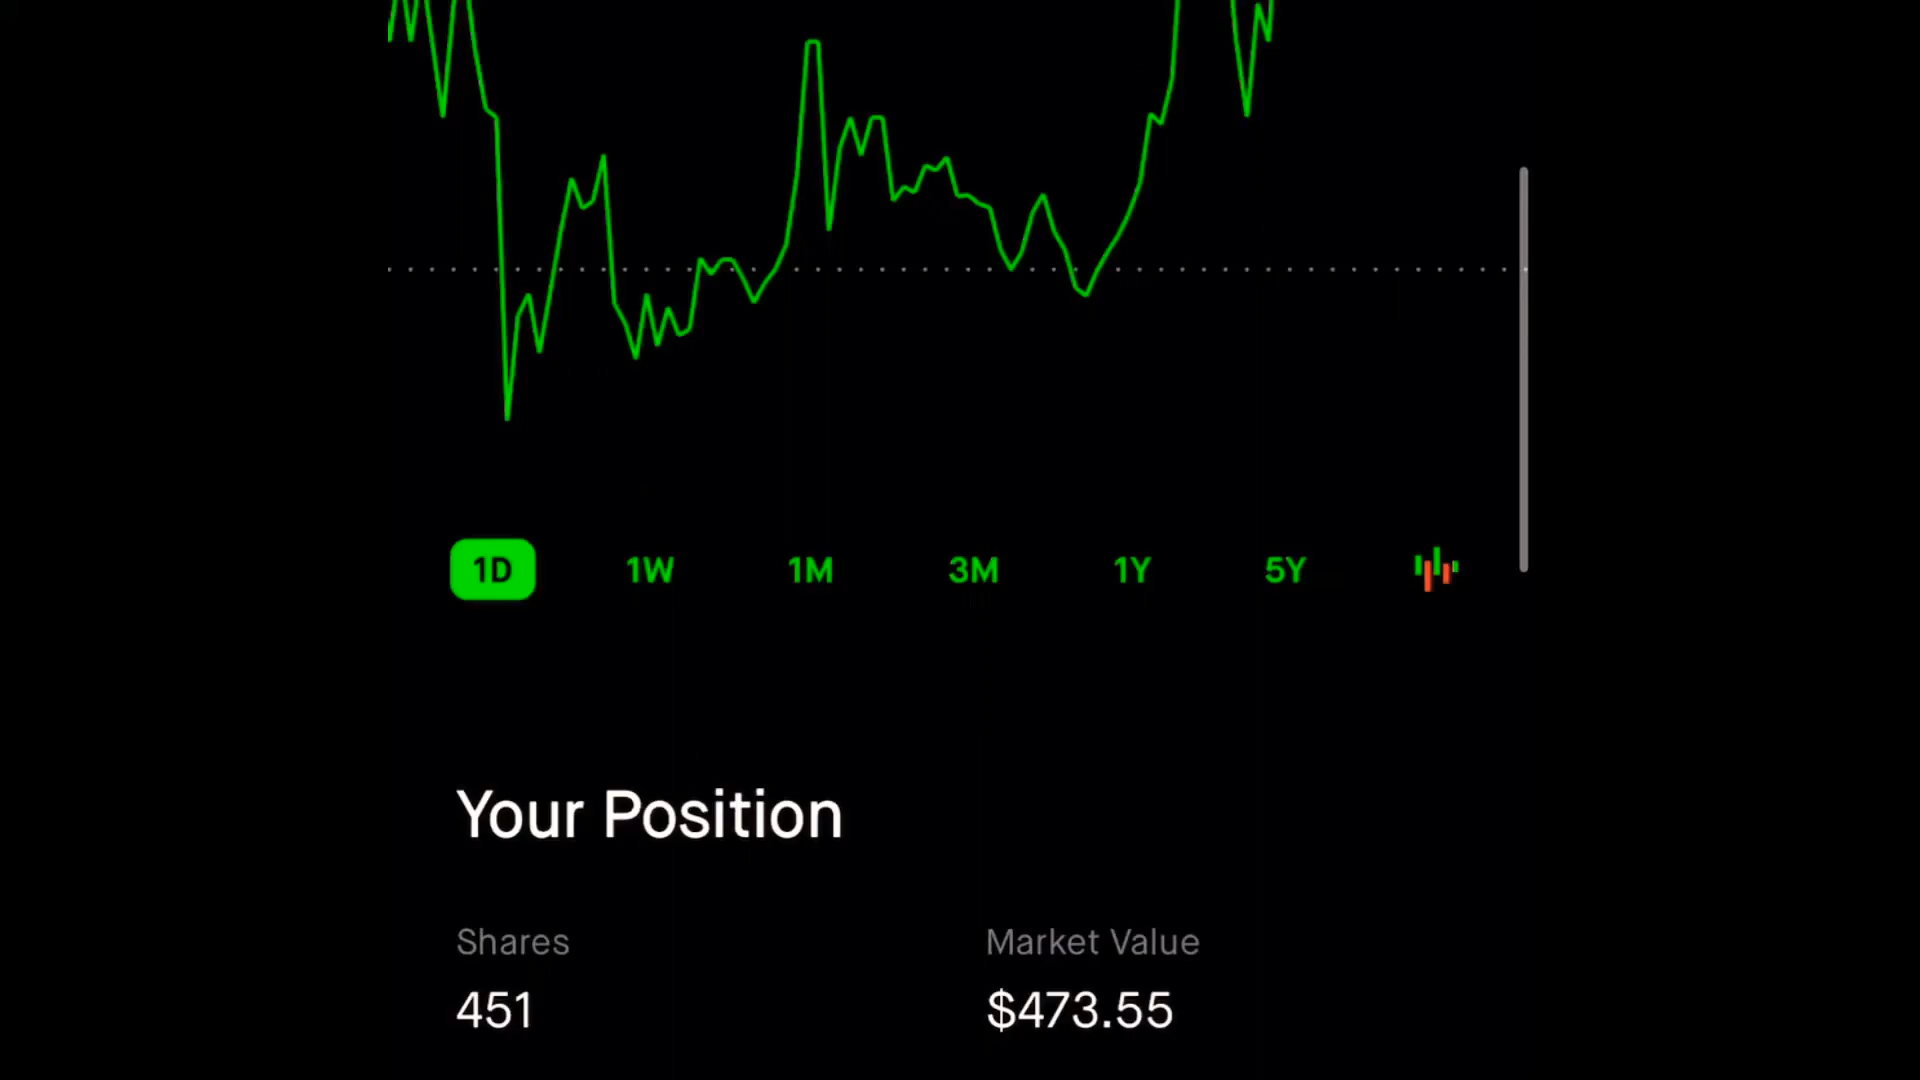 1D 1W 1M 3M 1Y 5Y
Your Position
Shares Market Value
451 $473.55